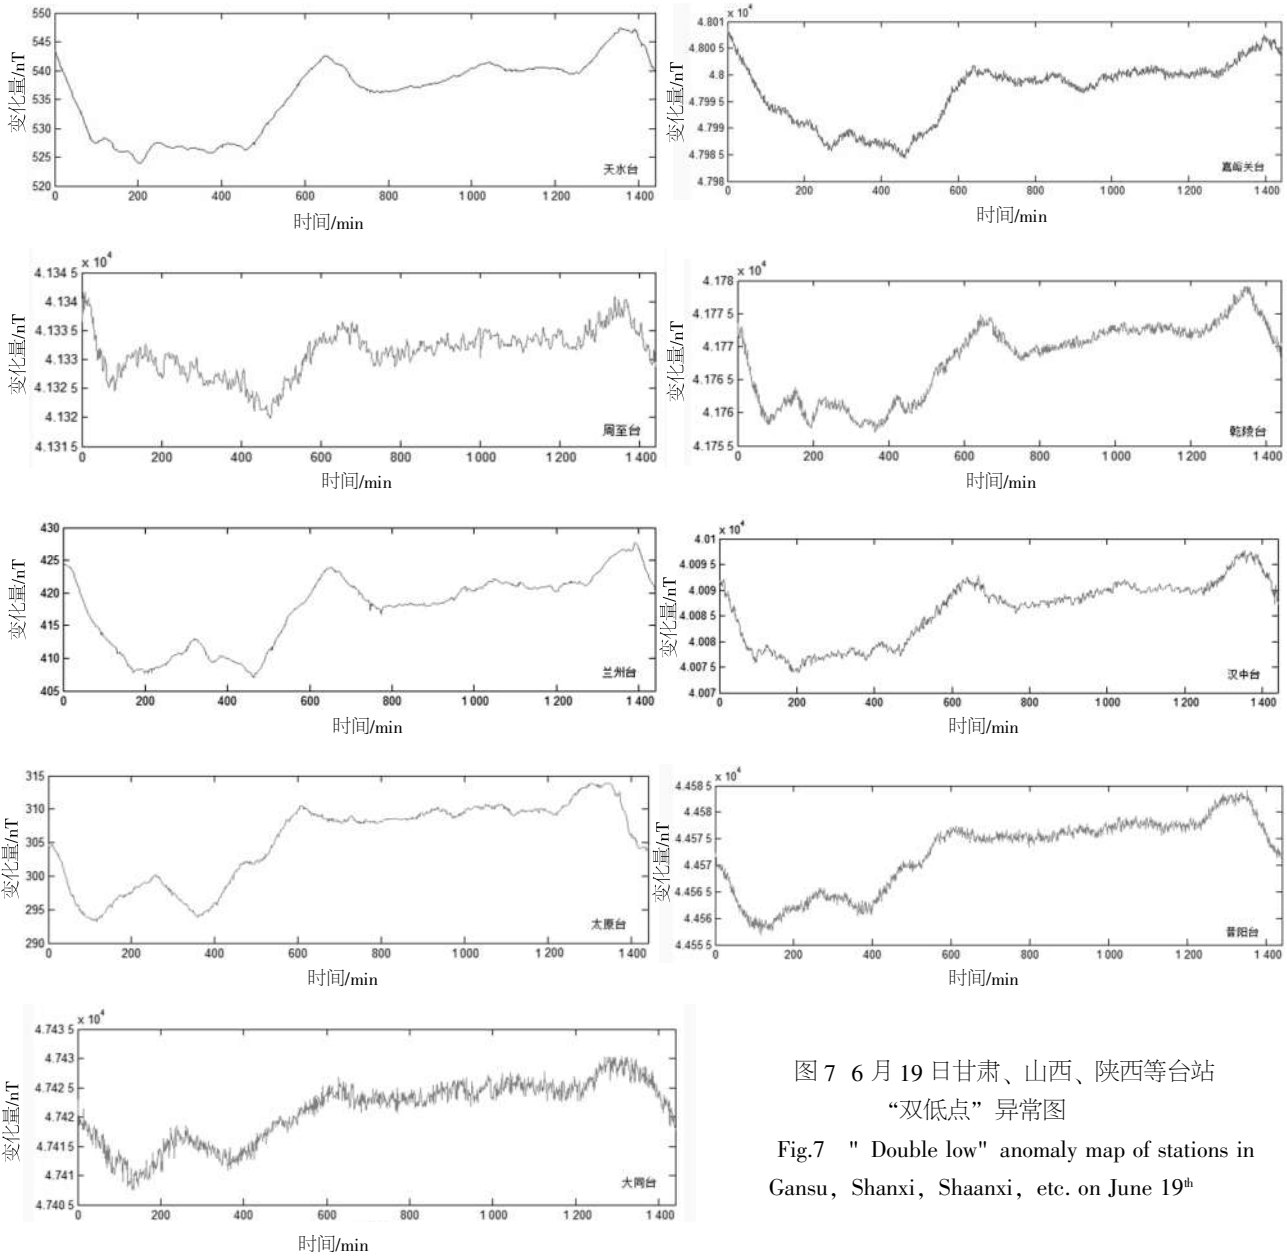 550
545
540
535
530
525
520
变化量/nT
0 200 400 600 800 1 000 1 200 1 400
天水台
时间/min
× 10⁴
4.801
4.800 5
4.8
4.799 5
4.799
4.798 5
4.798
变化量/nT
0 200 400 600 800 1 000 1 200 1 400
嘉峪关台
时间/min
× 10⁴
4.134 5
4.134
4.133 5
4.133
4.132 5
4.132
4.131 5
变化量/nT
0 200 400 600 800 1 000 1 200 1 400
周至台
时间/min
× 10⁴
4.178
4.177 5
4.177
4.176 5
4.176
4.175 5
变化量/nT
0 200 400 600 800 1 000 1 200 1 400
乾陵台
时间/min
430
425
420
415
410
405
变化量/nT
0 200 400 600 800 1 000 1 200 1 400
兰州台
时间/min
× 10⁴
4.01
4.009 5
4.009
4.008 5
4.008
4.007 5
4.007
变化量/nT
0 200 400 600 800 1 000 1 200 1 400
汉中台
时间/min
315
310
305
300
295
290
变化量/nT
0 200 400 600 800 1 000 1 200 1 400
太原台
时间/min
× 10⁴
4.458 5
4.458
4.457 5
4.457
4.456 5
4.456
4.455 5
变化量/nT
0 200 400 600 800 1 000 1 200 1 400
昔阳台
时间/min
× 10⁴
4.743 5
4.743
4.742 5
4.742
4.741 5
4.741
4.740 5
变化量/nT
0 200 400 600 800 1 000 1 200 1 400
大同台
时间/min
图 7 6 月 19 日甘肃、山西、陕西等台站
“双低点”异常图
Fig.7 " Double low" anomaly map of stations in
Gansu, Shanxi, Shaanxi, etc. on June 19ᵗʰ